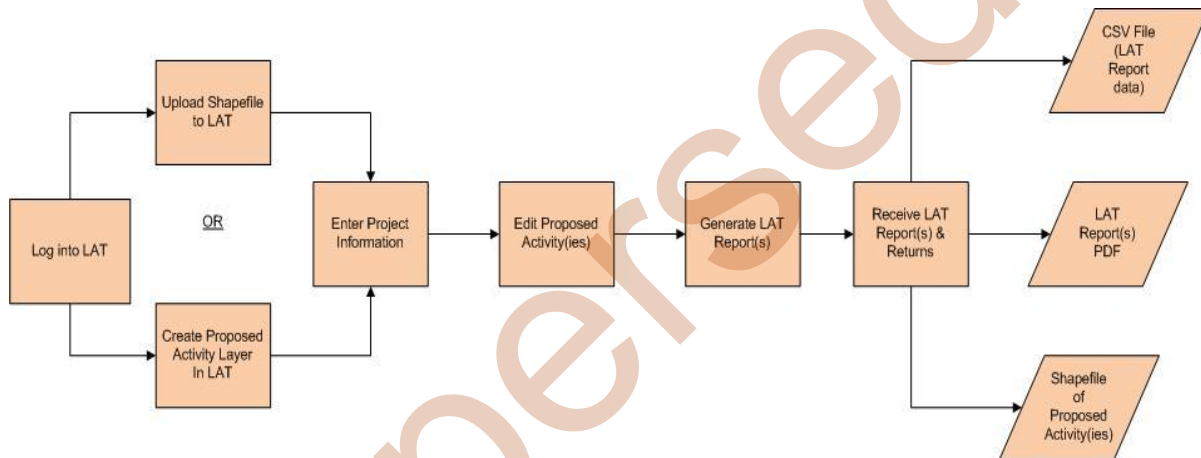 Log into LAT
Upload Shapefile
to LAT
OR
Create Proposed
Activity Layer
In LAT
Enter Project
Information
Edit Proposed
Activity(ies)
Generate LAT
Report(s)
Receive LAT
Report(s) &
Returns
CSV File
(LAT
Report
data)
LAT
Report(s)
PDF
Shapefile
of
Proposed
Activity(ies)
persed